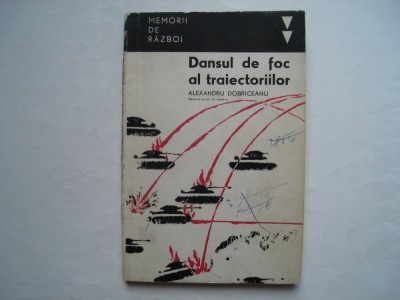 MEMORII
DE
RĂZBOI
Dansul de foc
al traiectoriilor
ALEXANDRU DOBRICEANU